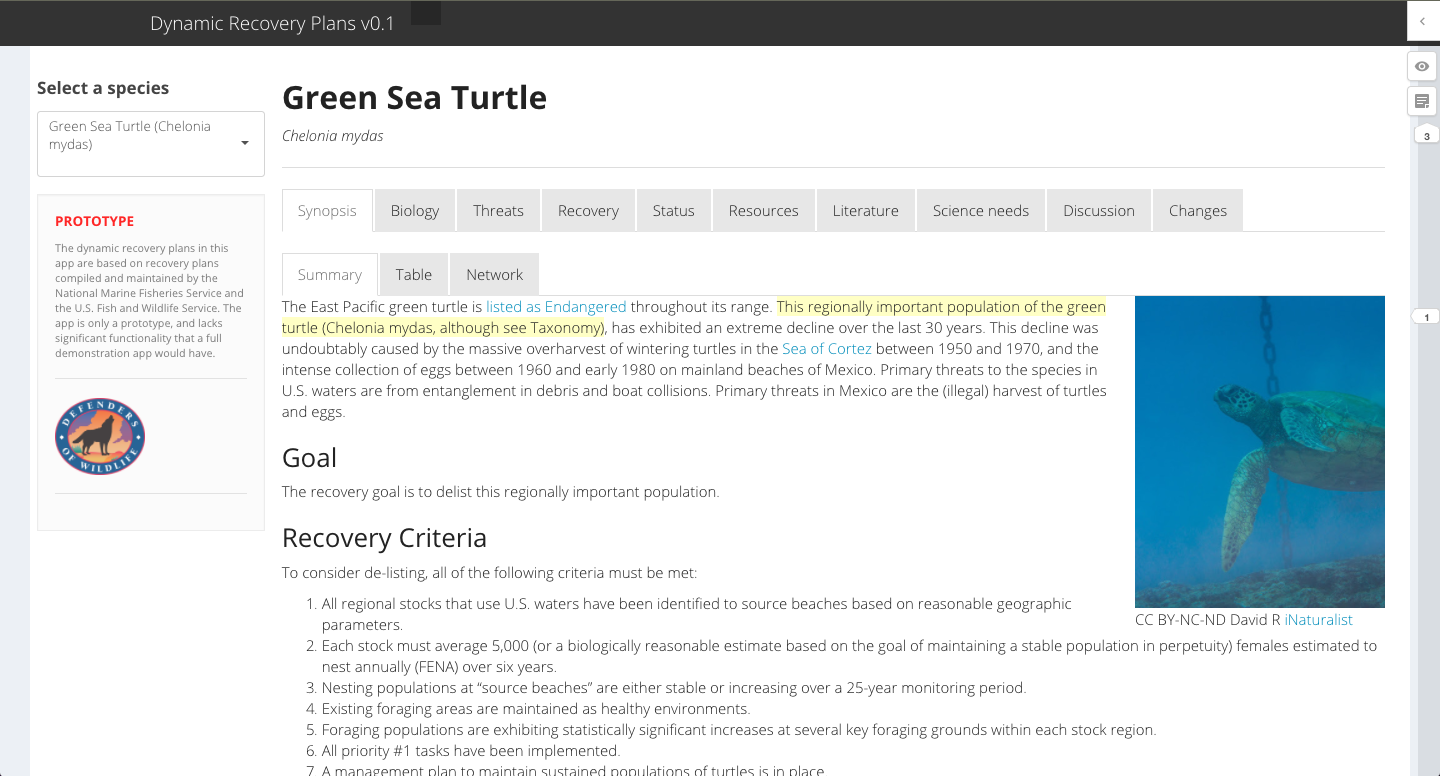 Dynamic Recovery Plans v0.1
Select a species
Green Sea Turtle (Chelonia
mydas)
PROTOTYPE
The dynamic recovery plans in this
app are based on recovery plans
compiled and maintained by the
National Marine Fisheries Service and
the U.S. Fish and Wildlife Service. The
app is only a prototype, and lacks
significant functionality that a full
demonstration app would have.
DEFENDERS
OF WILDLIFE
Green Sea Turtle
Chelonia mydas
Synopsis Biology Threats Recovery Status Resources Literature Science needs Discussion Changes
Summary Table Network
The East Pacific green turtle is listed as Endangered throughout its range. This regionally important population of the green
turtle (Chelonia mydas, although see Taxonomy), has exhibited an extreme decline over the last 30 years. This decline was
undoubtably caused by the massive overharvest of wintering turtles in the Sea of Cortez between 1950 and 1970, and the
intense collection of eggs between 1960 and early 1980 on mainland beaches of Mexico. Primary threats to the species in
U.S. waters are from entanglement in debris and boat collisions. Primary threats in Mexico are the (illegal) harvest of turtles
and eggs.
Goal
The recovery goal is to delist this regionally important population.
Recovery Criteria
To consider de-listing, all of the following criteria must be met:
1. All regional stocks that use U.S. waters have been identified to source beaches based on reasonable geographic
parameters.
CC BY-NC-ND David R iNaturalist
2. Each stock must average 5,000 (or a biologically reasonable estimate based on the goal of maintaining a stable population in perpetuity) females estimated to
nest annually (FENA) over six years.
3. Nesting populations at “source beaches” are either stable or increasing over a 25-year monitoring period.
4. Existing foraging areas are maintained as healthy environments.
5. Foraging populations are exhibiting statistically significant increases at several key foraging grounds within each stock region.
6. All priority #1 tasks have been implemented.
7. A management plan to maintain sustained populations of turtles is in place
3
1